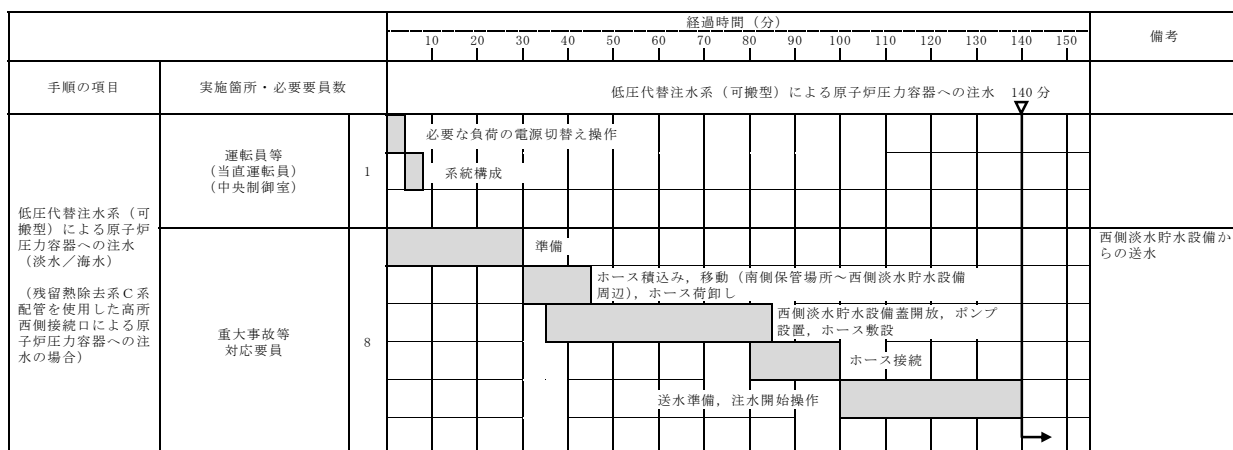 経過時間（分）
備考
10 20 30 40 50 60 70 80 90 100 110 120 130 140 150
手順の項目
実施箇所・必要要員数
低圧代替注水系（可搬型）による原子炉圧力容器への注水 140 分
低圧代替注水系（可
搬型）による原子炉
圧力容器への注水
（淡水／海水）
（残留熱除去系Ｃ系
配管を使用した高所
西側接続口による原
子炉圧力容器への注
水の場合）
運転員等
（当直運転員）
（中央制御室）
1
必要な負荷の電源切替え操作
系統構成
重大事故等
対応要員
8
準備
ホース積込み，移動（南側保管場所～西側淡水貯水設備
周辺），ホース荷卸し
西側淡水貯水設備蓋開放，ポンプ
設置，ホース敷設
ホース接続
送水準備，注水開始操作
西側淡水貯水設備か
らの送水